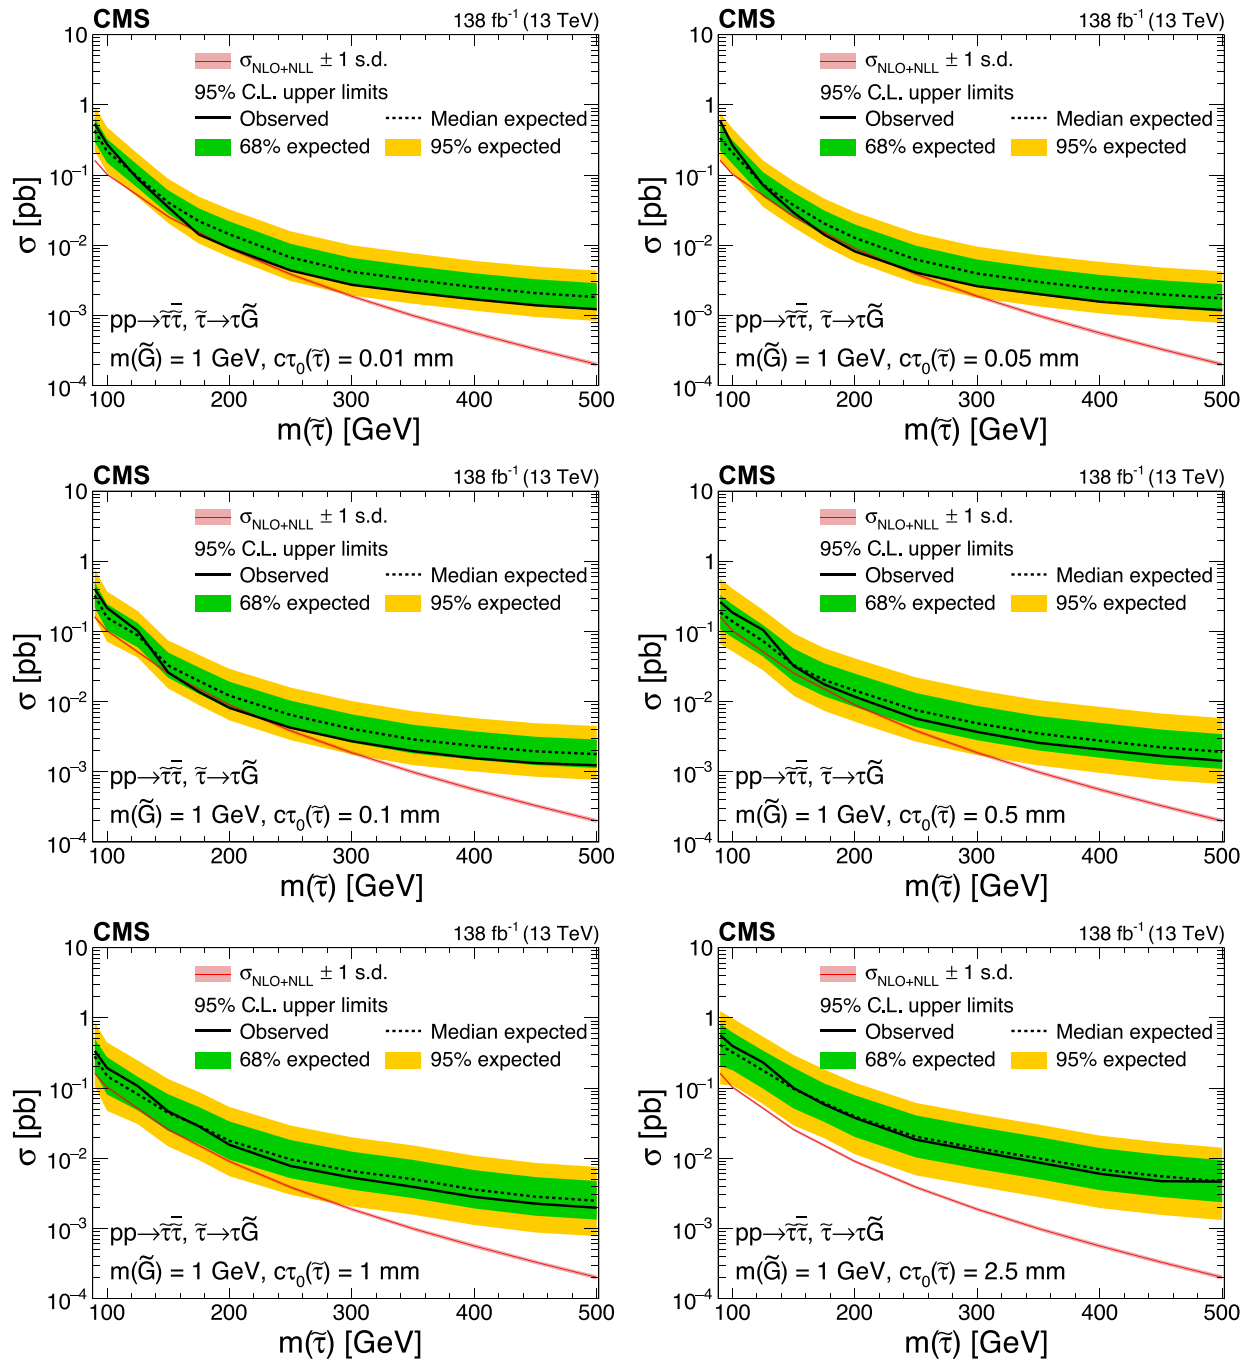 CMS 138 fb⁻¹ (13 TeV)
σ_NLO+NLL ± 1 s.d.
95% C.L. upper limits
Observed Median expected
68% expected 95% expected
10
1
10⁻¹
10⁻²
10⁻³
10⁻⁴
σ [pb]
pp→τ̃τ̃̅, τ̃→τG̃
m(G̃) = 1 GeV, cτ₀(τ̃) = 0.01 mm
100 200 300 400 500
m(τ̃) [GeV]
CMS 138 fb⁻¹ (13 TeV)
σ_NLO+NLL ± 1 s.d.
95% C.L. upper limits
Observed Median expected
68% expected 95% expected
10
1
10⁻¹
10⁻²
10⁻³
10⁻⁴
σ [pb]
pp→τ̃τ̃̅, τ̃→τG̃
m(G̃) = 1 GeV, cτ₀(τ̃) = 0.05 mm
100 200 300 400 500
m(τ̃) [GeV]
CMS 138 fb⁻¹ (13 TeV)
σ_NLO+NLL ± 1 s.d.
95% C.L. upper limits
Observed Median expected
68% expected 95% expected
10
1
10⁻¹
10⁻²
10⁻³
10⁻⁴
σ [pb]
pp→τ̃τ̃̅, τ̃→τG̃
m(G̃) = 1 GeV, cτ₀(τ̃) = 0.1 mm
100 200 300 400 500
m(τ̃) [GeV]
CMS 138 fb⁻¹ (13 TeV)
σ_NLO+NLL ± 1 s.d.
95% C.L. upper limits
Observed Median expected
68% expected 95% expected
10
1
10⁻¹
10⁻²
10⁻³
10⁻⁴
σ [pb]
pp→τ̃τ̃̅, τ̃→τG̃
m(G̃) = 1 GeV, cτ₀(τ̃) = 0.5 mm
100 200 300 400 500
m(τ̃) [GeV]
CMS 138 fb⁻¹ (13 TeV)
σ_NLO+NLL ± 1 s.d.
95% C.L. upper limits
Observed Median expected
68% expected 95% expected
10
1
10⁻¹
10⁻²
10⁻³
10⁻⁴
σ [pb]
pp→τ̃τ̃̅, τ̃→τG̃
m(G̃) = 1 GeV, cτ₀(τ̃) = 1 mm
100 200 300 400 500
m(τ̃) [GeV]
CMS 138 fb⁻¹ (13 TeV)
σ_NLO+NLL ± 1 s.d.
95% C.L. upper limits
Observed Median expected
68% expected 95% expected
10
1
10⁻¹
10⁻²
10⁻³
10⁻⁴
σ [pb]
pp→τ̃τ̃̅, τ̃→τG̃
m(G̃) = 1 GeV, cτ₀(τ̃) = 2.5 mm
100 200 300 400 500
m(τ̃) [GeV]